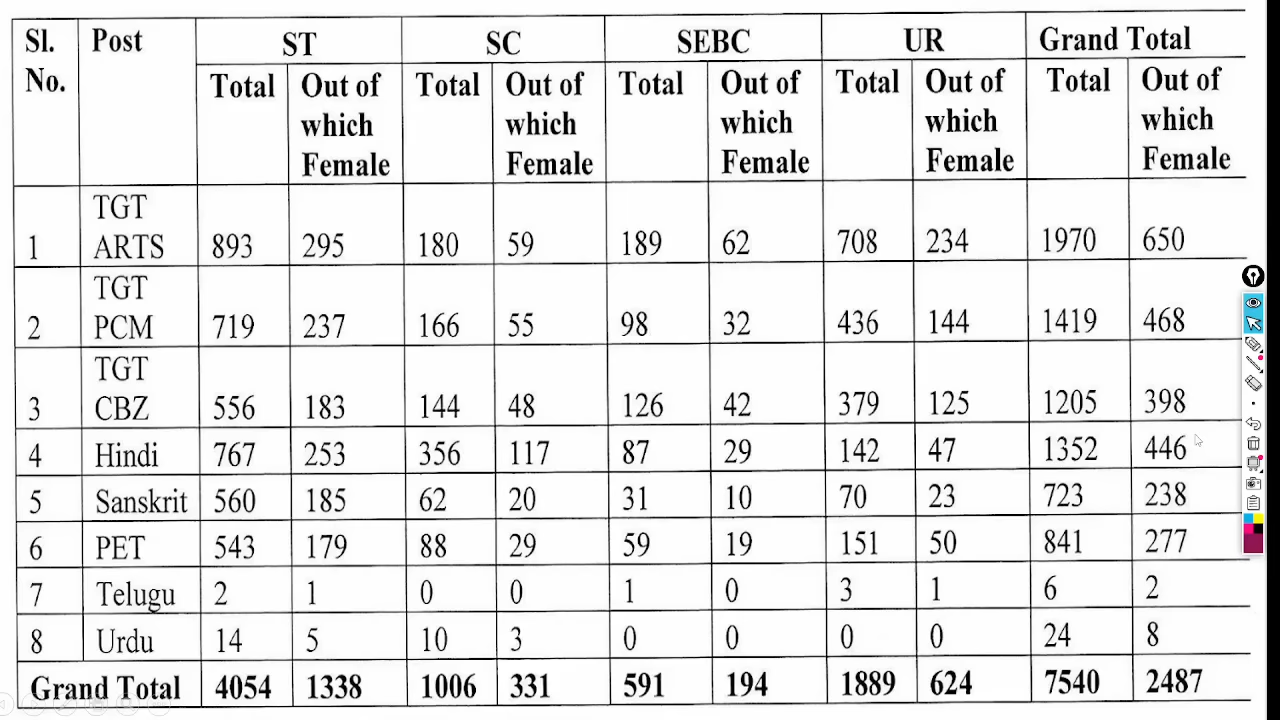 Sl. No. Post ST SC SEBC UR Grand Total
Total Out of which Female Total Out of which Female Total Out of which Female Total Out of which Female Total Out of which Female
1 TGT ARTS 893 295 180 59 189 62 708 234 1970 650
2 TGT PCM 719 237 166 55 98 32 436 144 1419 468
3 TGT CBZ 556 183 144 48 126 42 379 125 1205 398
4 Hindi 767 253 356 117 87 29 142 47 1352 446
5 Sanskrit 560 185 62 20 31 10 70 23 723 238
6 PET 543 179 88 29 59 19 151 50 841 277
7 Telugu 2 1 0 0 1 0 3 1 6 2
8 Urdu 14 5 10 3 0 0 0 0 24 8
Grand Total 4054 1338 1006 331 591 194 1889 624 7540 2487